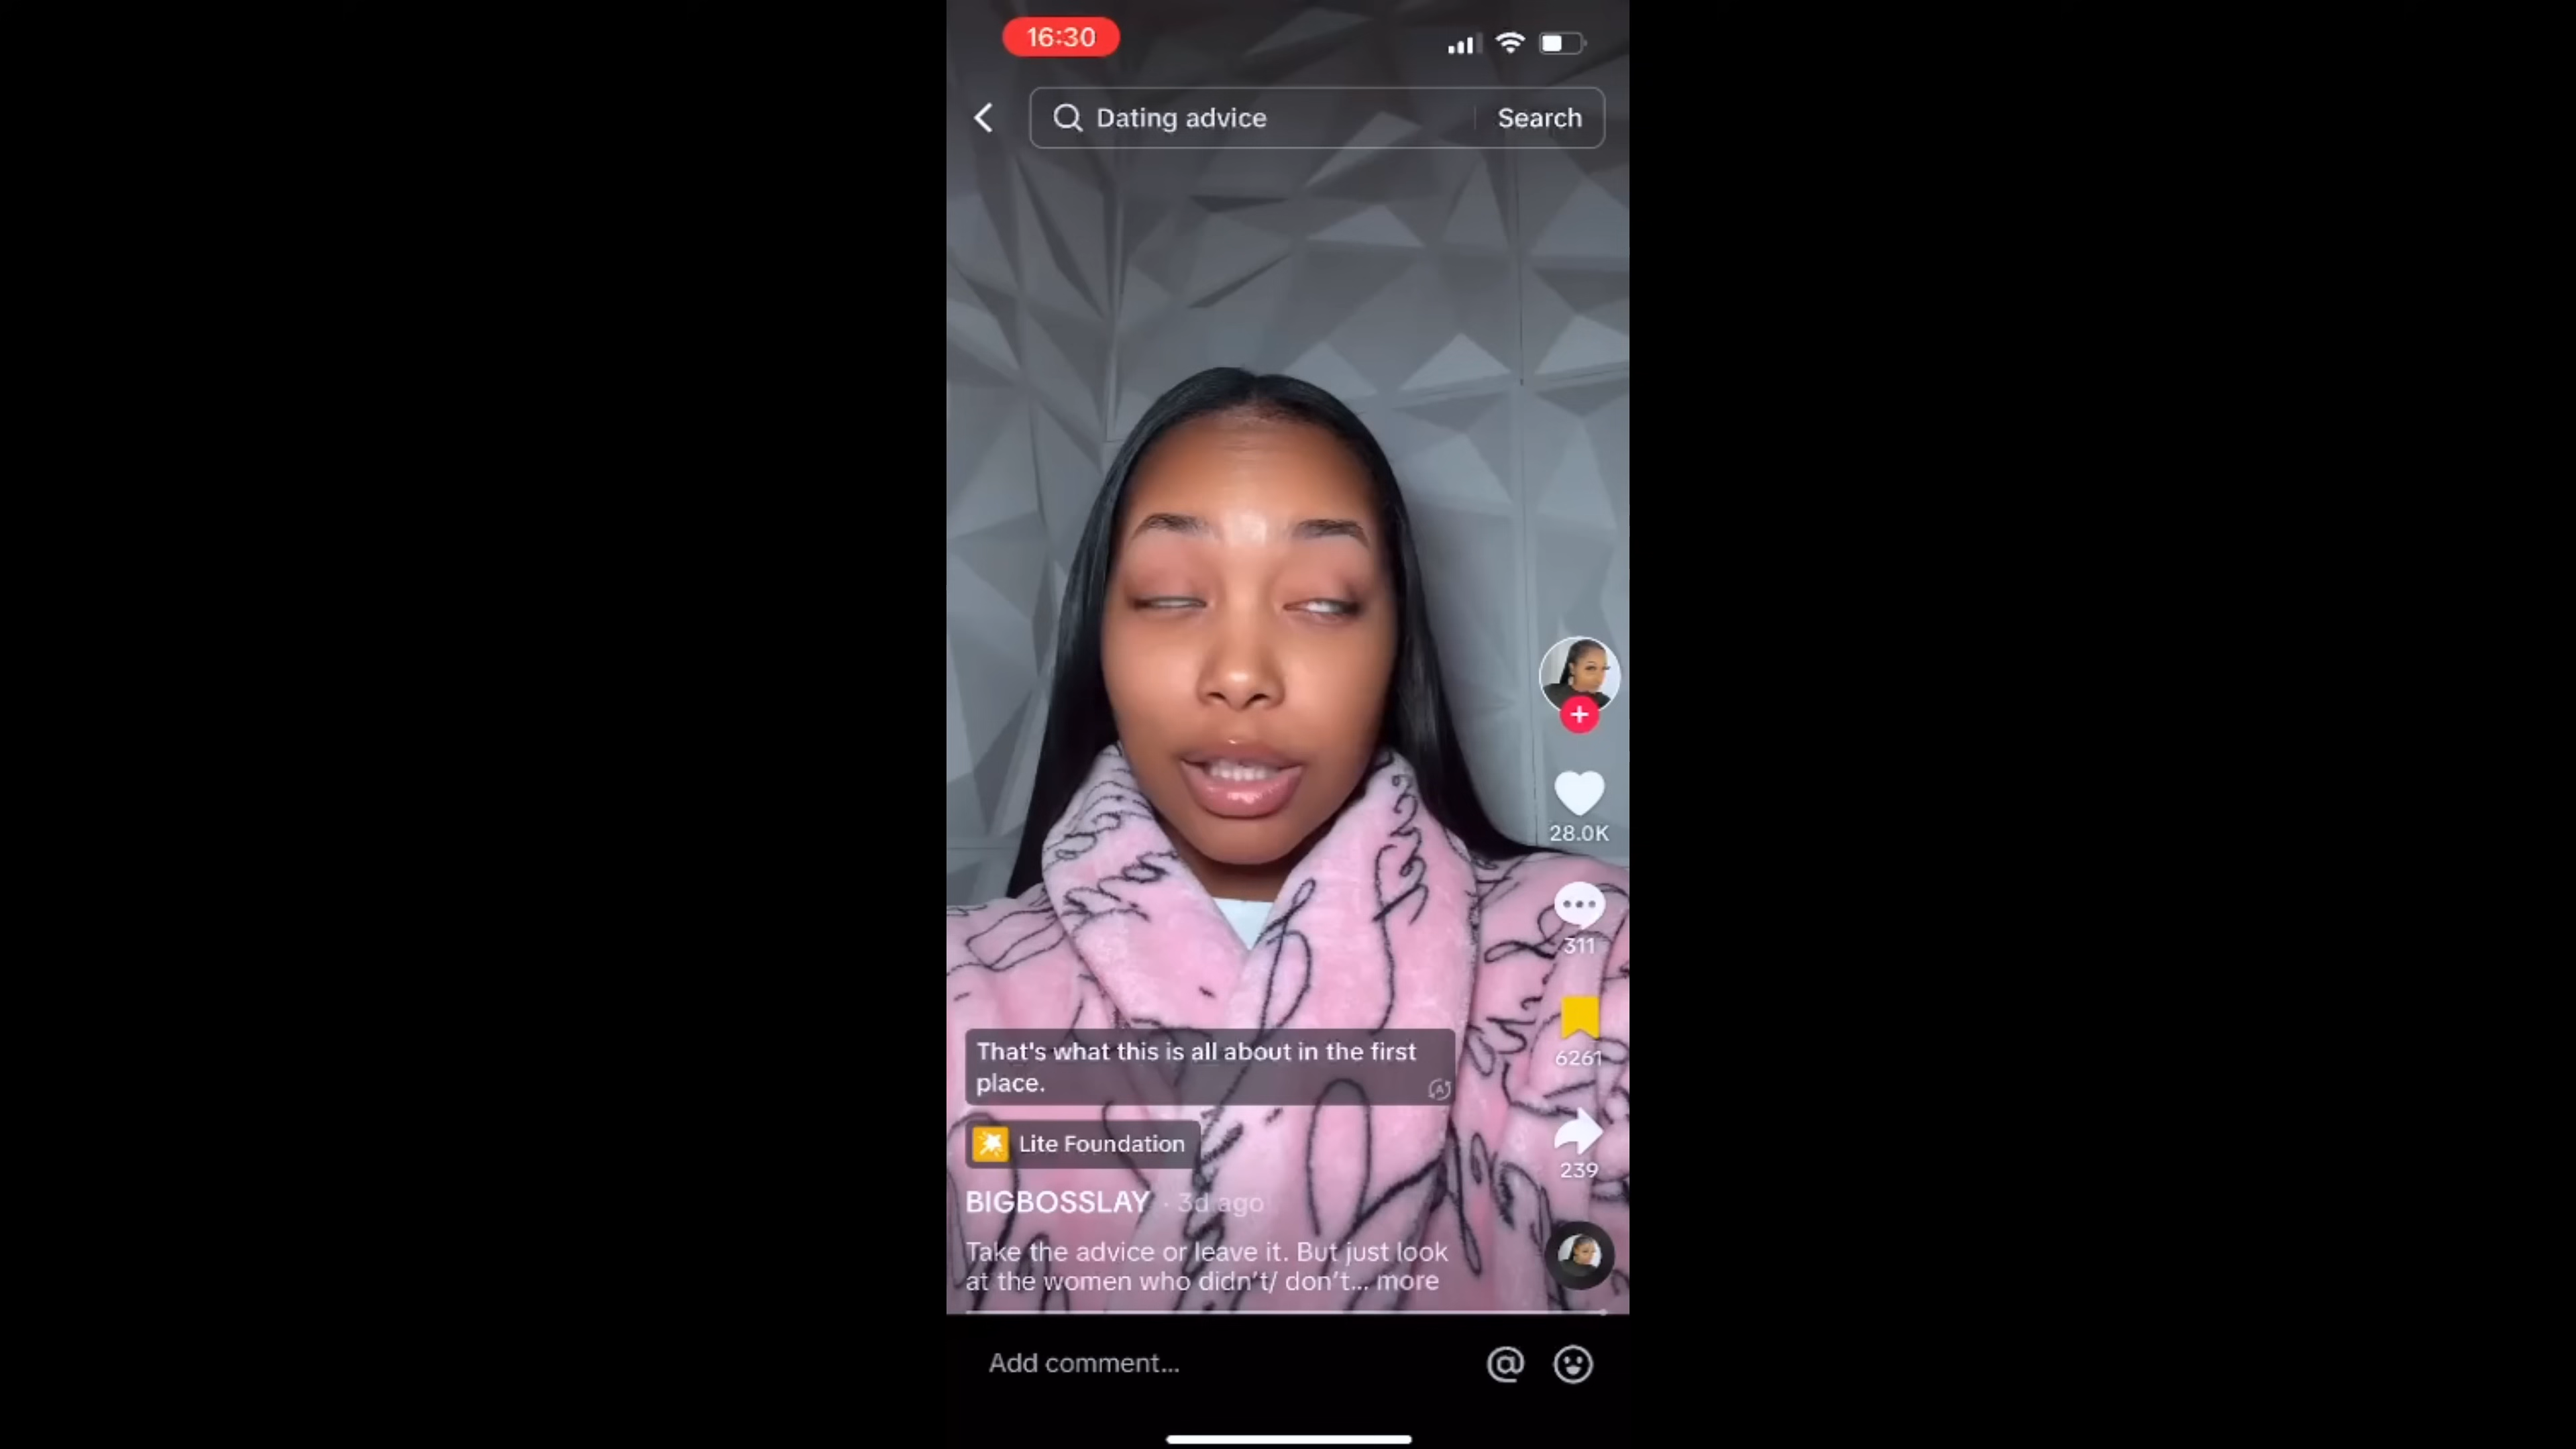 16:30
Dating advice
Search
28.0K
311
6261
That's what this is all about in the first
place.
Lite Foundation
239
BIGBOSSLAY · 3d ago
Take the advice or leave it. But just look
at the women who didn’t/ don’t... more
Add comment...
@